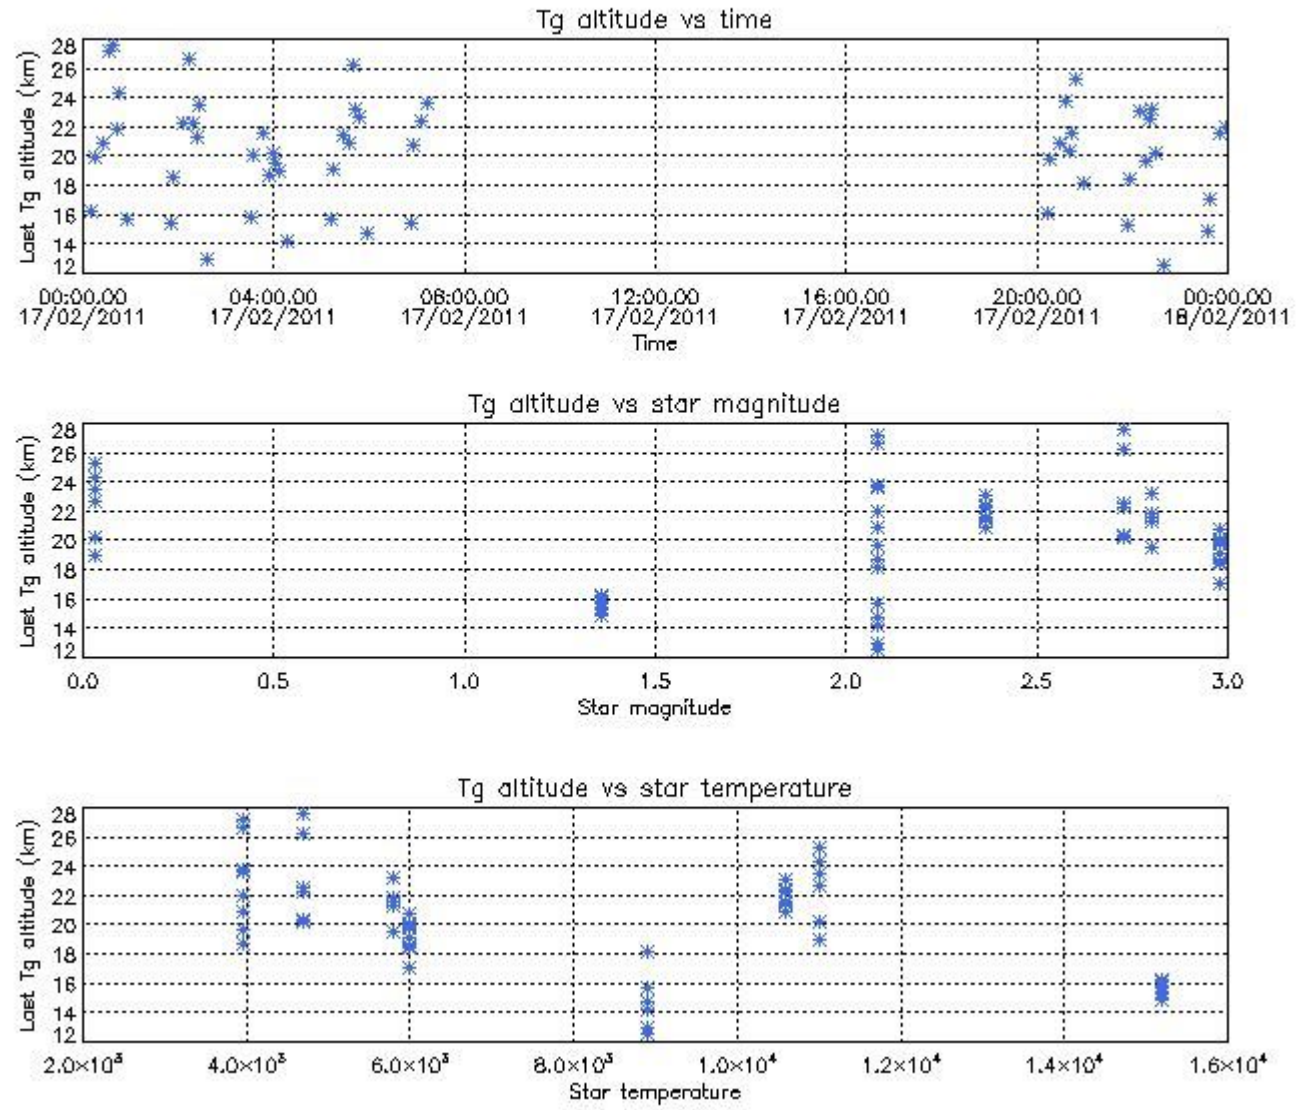 Tg altitude vs time
Last Tg altitude (km)
28
26
24
22
20
18
16
14
12
00:00.00 04:00.00 08:00.00 12:00.00 16:00.00 20:00.00 00:00.00
17/02/2011 17/02/2011 17/02/2011 17/02/2011 17/02/2011 17/02/2011 18/02/2011
Time
Tg altitude vs star magnitude
Last Tg altitude (km)
28
26
24
22
20
18
16
14
12
0.0 0.5 1.0 1.5 2.0 2.5 3.0
Star magnitude
Tg altitude vs star temperature
Last Tg altitude (km)
28
26
24
22
20
18
16
14
12
2.0×10³ 4.0×10³ 6.0×10³ 8.0×10³ 1.0×10⁴ 1.2×10⁴ 1.4×10⁴ 1.6×10⁴
Star temperature